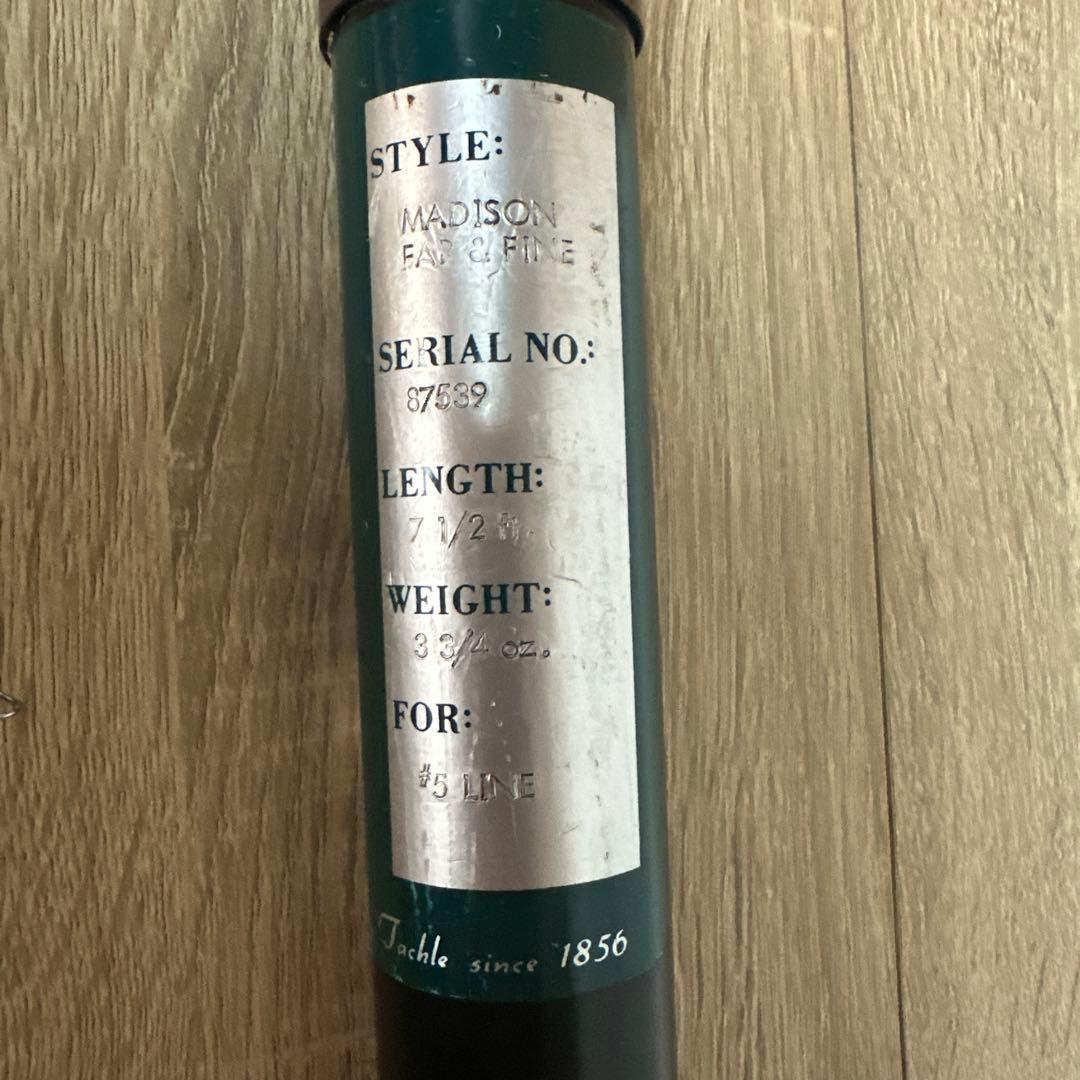 STYLE:
MADISON
FAR & FINE
SERIAL NO.:
87539
LENGTH:
7 1/2 ft.
WEIGHT:
3 3/4 oz.
FOR:
#5 LINE
Tackle since 1856